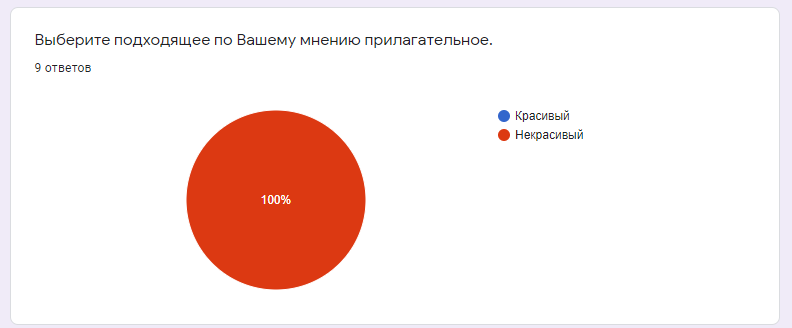 Выберите подходящее по Вашему мнению прилагательное.
9 ответов
Красивый
Некрасивый
100%